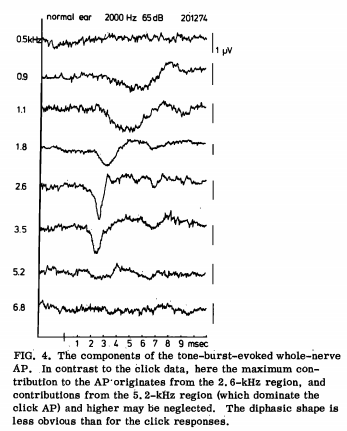 normal ear 2000 Hz 65dB 201274
0.5kHz
1 µV
0.9
1.1
1.8
2.6
3.5
5.2
6.8
1 2 3 4 5 6 7 8 9 msec
FIG. 4. The components of the tone-burst-evoked whole-nerve
AP. In contrast to the click data, here the maximum con-
tribution to the AP originates from the 2.6-kHz region, and
contributions from the 5.2-kHz region (which dominate the
click AP) and higher may be neglected. The diphasic shape is
less obvious than for the click responses.